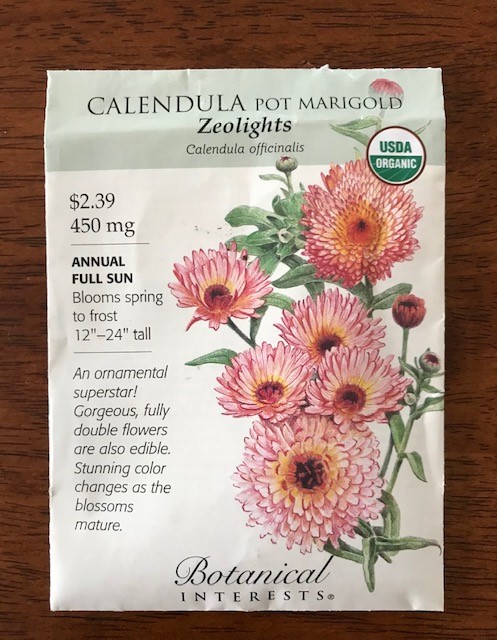 CALENDULA POT MARIGOLD
Zeolights
Calendula officinalis
USDA
ORGANIC
$2.39
450 mg
ANNUAL
FULL SUN
Blooms spring
to frost
12"–24" tall
An ornamental
superstar!
Gorgeous, fully
double flowers
are also edible.
Stunning color
changes as the
blossoms
mature.
Botanical
INTERESTS®